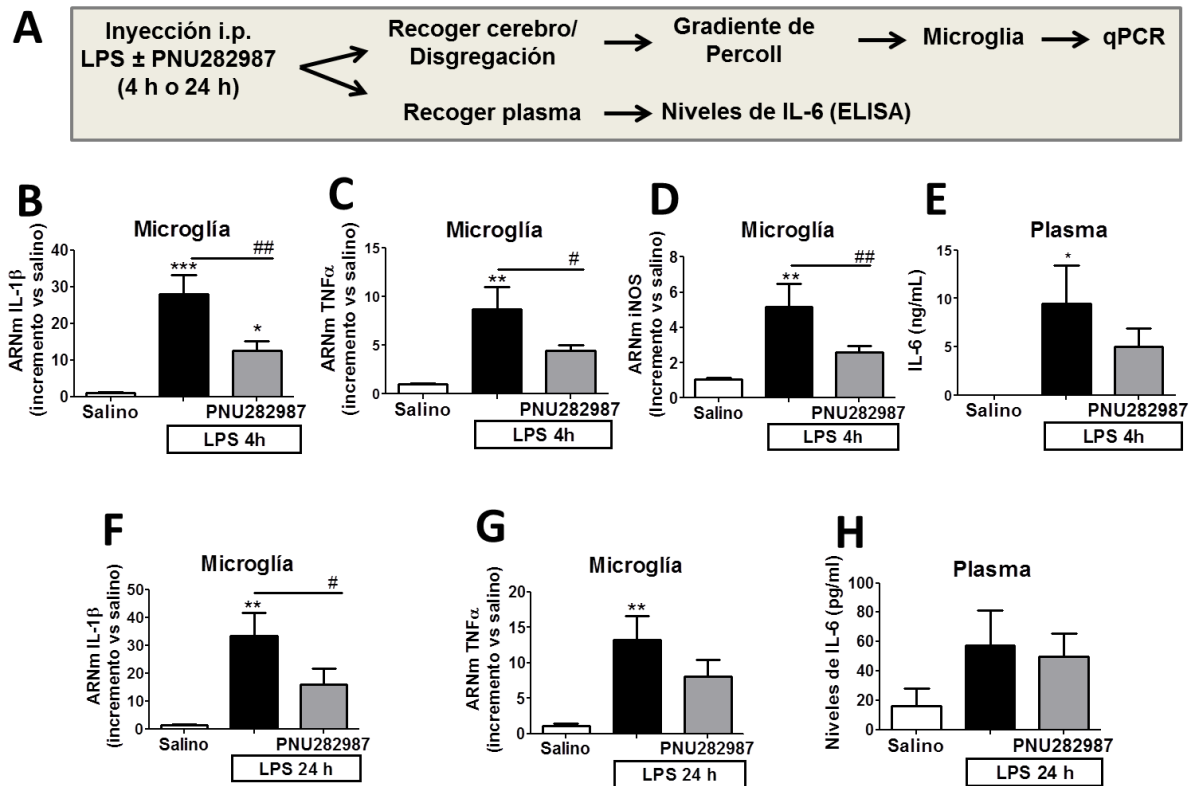 A
Inyección i.p.
LPS ± PNU282987
(4 h o 24 h)
Recoger cerebro/
Disgregación
Gradiente de
Percoll
Microglia
qPCR
Recoger plasma
Niveles de IL-6 (ELISA)
B
Microglía
ARNm IL-1β
(incremento vs salino)
40
30
20
10
0
***
*
##
Salino
PNU282987
LPS 4h
C
Microglía
ARNm TNFα
(incremento vs salino)
15
10
5
0
**
#
Salino
PNU282987
LPS 4h
D
Microglía
ARNm iNOS
(Incremento vs salino)
8
6
4
2
0
**
##
Salino
PNU282987
LPS 4h
E
Plasma
IL-6 (ng/mL)
15
10
5
0
*
Salino
PNU282987
LPS 4h
F
Microglía
ARNm IL-1β
(incremento vs salino)
50
40
30
20
10
0
**
#
Salino
PNU282987
LPS 24 h
G
Microglía
ARNm TNFα
(incremento vs salino)
20
15
10
5
0
**
Salino
PNU282987
LPS 24 h
H
Plasma
Niveles de IL-6 (pg/ml)
100
80
60
40
20
0
Salino
PNU282987
LPS 24 h